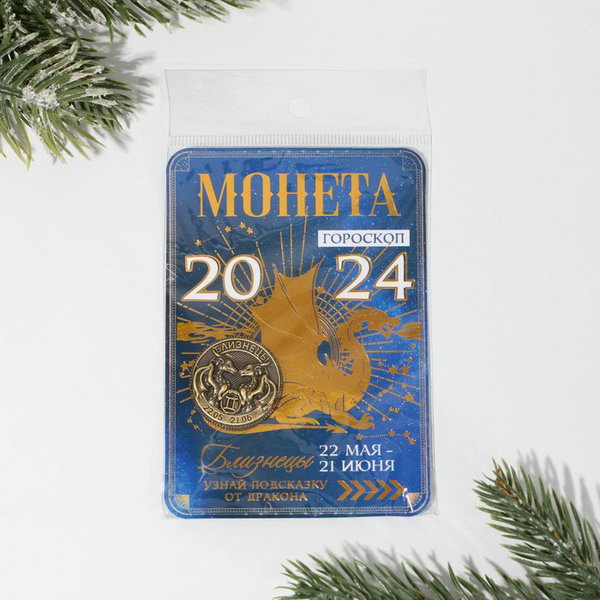 МОНЕТА
ГОРОСКОП
20 24
БЛИЗНЕЦЫ
22.05 - 21.06
Близнецы
22 МАЯ –
21 ИЮНЯ
УЗНАЙ ПОДСКАЗКУ
ОТ ДРАКОНА